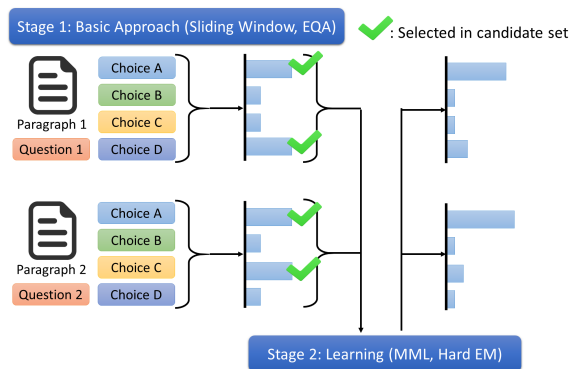 Stage 1: Basic Approach (Sliding Window, EQA)
: Selected in candidate set
Choice A
Choice B
Paragraph 1
Choice C
Question 1
Choice D
Choice A
Choice B
Paragraph 2
Choice C
Question 2
Choice D
Stage 2: Learning (MML, Hard EM)